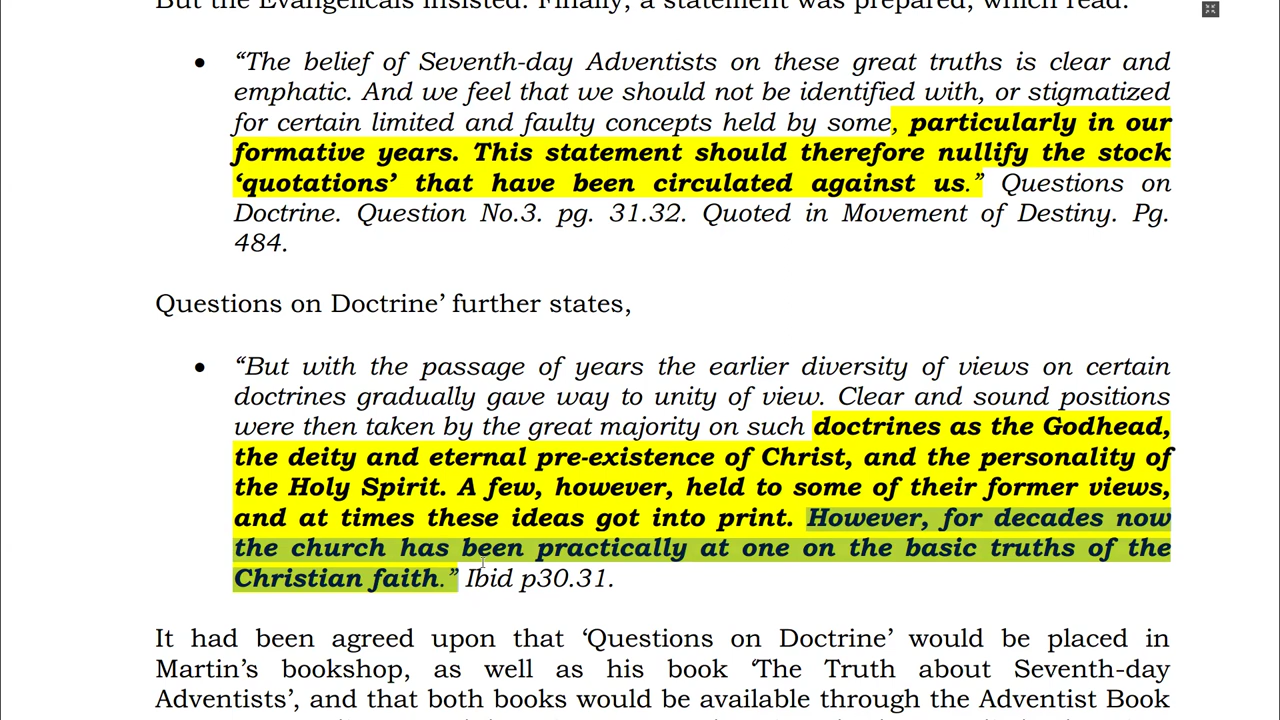 But the Evangelicals insisted. Finally, a statement was prepared, which read:
• “The belief of Seventh-day Adventists on these great truths is clear and
emphatic. And we feel that we should not be identified with, or stigmatized
for certain limited and faulty concepts held by some, particularly in our
formative years. This statement should therefore nullify the stock
‘quotations’ that have been circulated against us.” Questions on
Doctrine. Question No.3. pg. 31.32. Quoted in Movement of Destiny. Pg.
484.
Questions on Doctrine’ further states,
• “But with the passage of years the earlier diversity of views on certain
doctrines gradually gave way to unity of view. Clear and sound positions
were then taken by the great majority on such doctrines as the Godhead,
the deity and eternal pre-existence of Christ, and the personality of
the Holy Spirit. A few, however, held to some of their former views,
and at times these ideas got into print. However, for decades now
the church has been practically at one on the basic truths of the
Christian faith.” Ibid p30.31.
It had been agreed upon that ‘Questions on Doctrine’ would be placed in
Martin’s bookshop, as well as his book ‘The Truth about Seventh-day
Adventists’, and that both books would be available through the Adventist Book